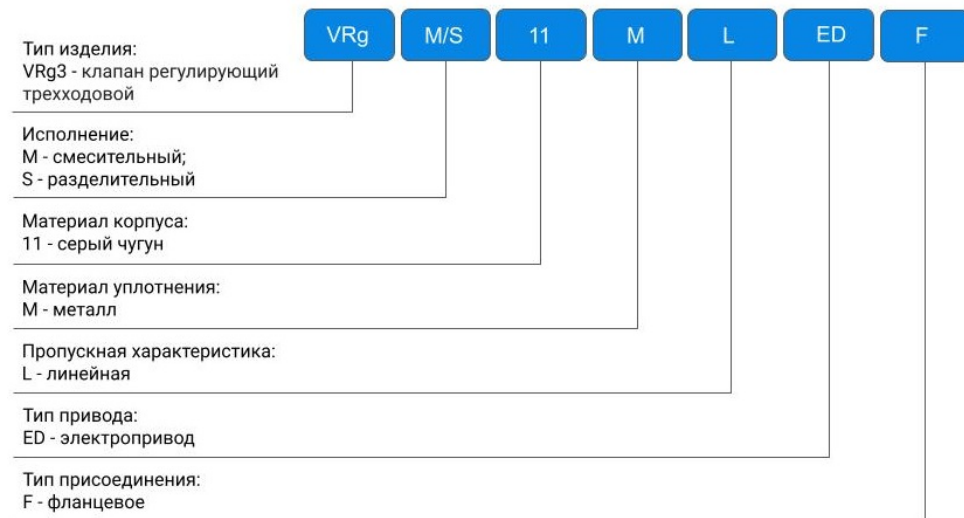 VRg M/S 11 M L ED F
Тип изделия:
VRg3 - клапан регулирующий
трехходовой
Исполнение:
М - смесительный;
S - разделительный
Материал корпуса:
11 - серый чугун
Материал уплотнения:
М - металл
Пропускная характеристика:
L - линейная
Тип привода:
ED - электропривод
Тип присоединения:
F - фланцевое